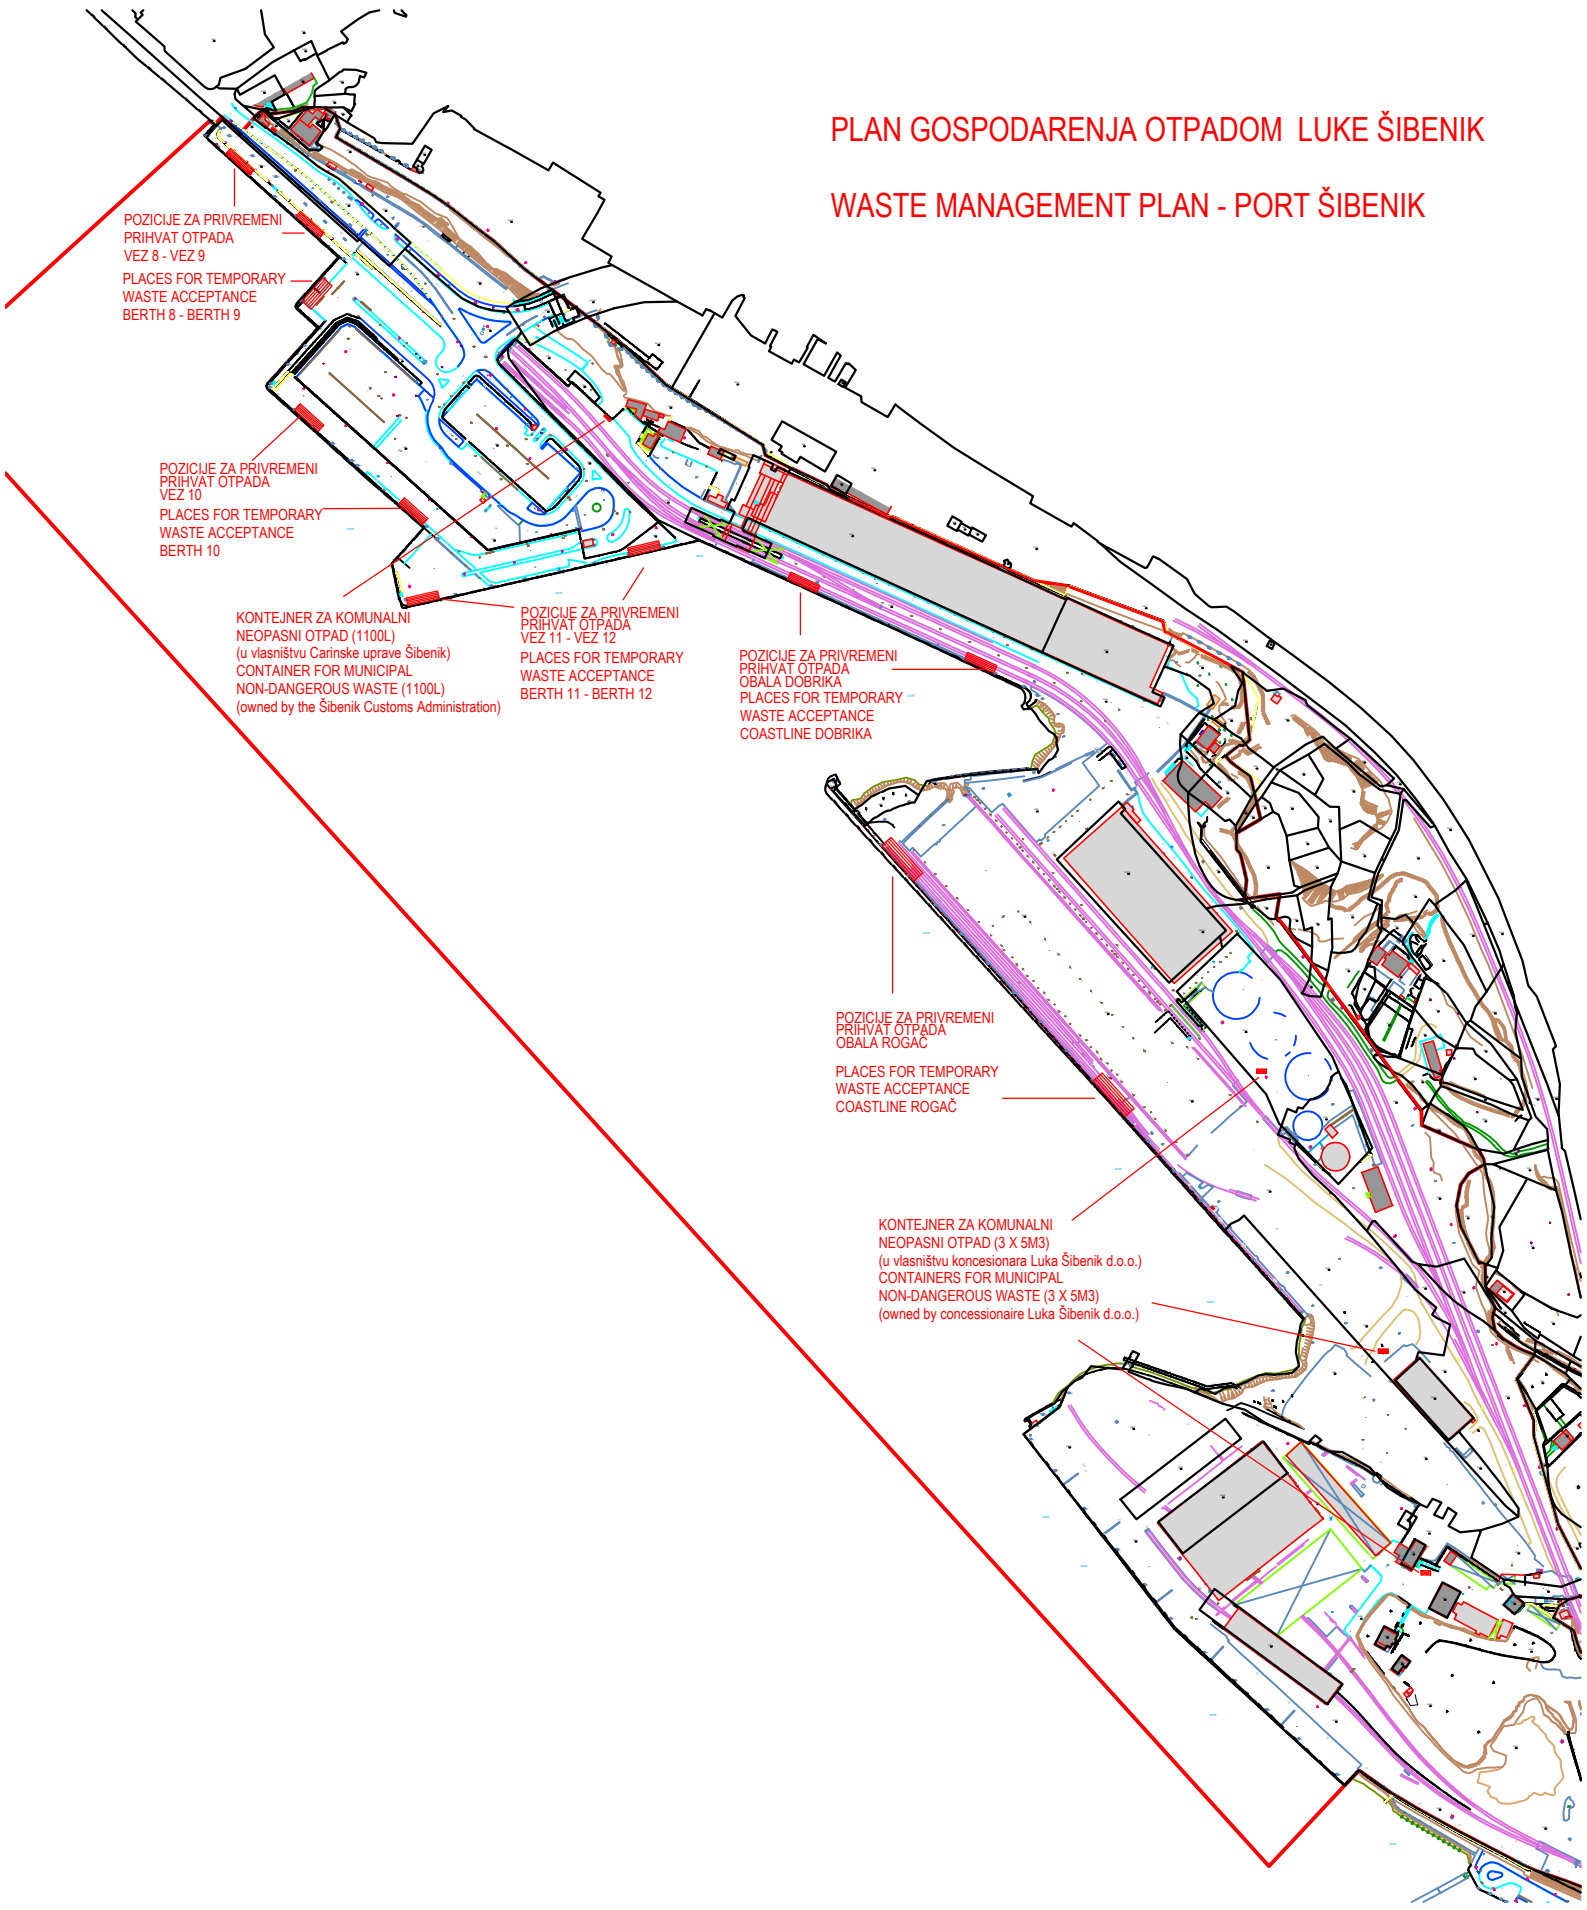 PLAN GOSPODARENJA OTPADOM LUKE ŠIBENIK
WASTE MANAGEMENT PLAN - PORT ŠIBENIK
POZICIJE ZA PRIVREMENI
PRIHVAT OTPADA
VEZ 8 - VEZ 9
PLACES FOR TEMPORARY
WASTE ACCEPTANCE
BERTH 8 - BERTH 9
POZICIJE ZA PRIVREMENI
PRIHVAT OTPADA
VEZ 10
PLACES FOR TEMPORARY
WASTE ACCEPTANCE
BERTH 10
KONTEJNER ZA KOMUNALNI
NEOPASNI OTPAD (1100L)
(u vlasništvu Carinske uprave Šibenik)
CONTAINER FOR MUNICIPAL
NON-DANGEROUS WASTE (1100L)
(owned by the Šibenik Customs Administration)
POZICIJE ZA PRIVREMENI
PRIHVAT OTPADA
VEZ 11 - VEZ 12
PLACES FOR TEMPORARY
WASTE ACCEPTANCE
BERTH 11 - BERTH 12
POZICIJE ZA PRIVREMENI
PRIHVAT OTPADA
OBALA DOBRIKA
PLACES FOR TEMPORARY
WASTE ACCEPTANCE
COASTLINE DOBRIKA
POZICIJE ZA PRIVREMENI
PRIHVAT OTPADA
OBALA ROGAČ
PLACES FOR TEMPORARY
WASTE ACCEPTANCE
COASTLINE ROGAČ
KONTEJNER ZA KOMUNALNI
NEOPASNI OTPAD (3 X 5M3)
(u vlasništvu koncesionara Luka Šibenik d.o.o.)
CONTAINERS FOR MUNICIPAL
NON-DANGEROUS WASTE (3 X 5M3)
(owned by concessionaire Luka Šibenik d.o.o.)